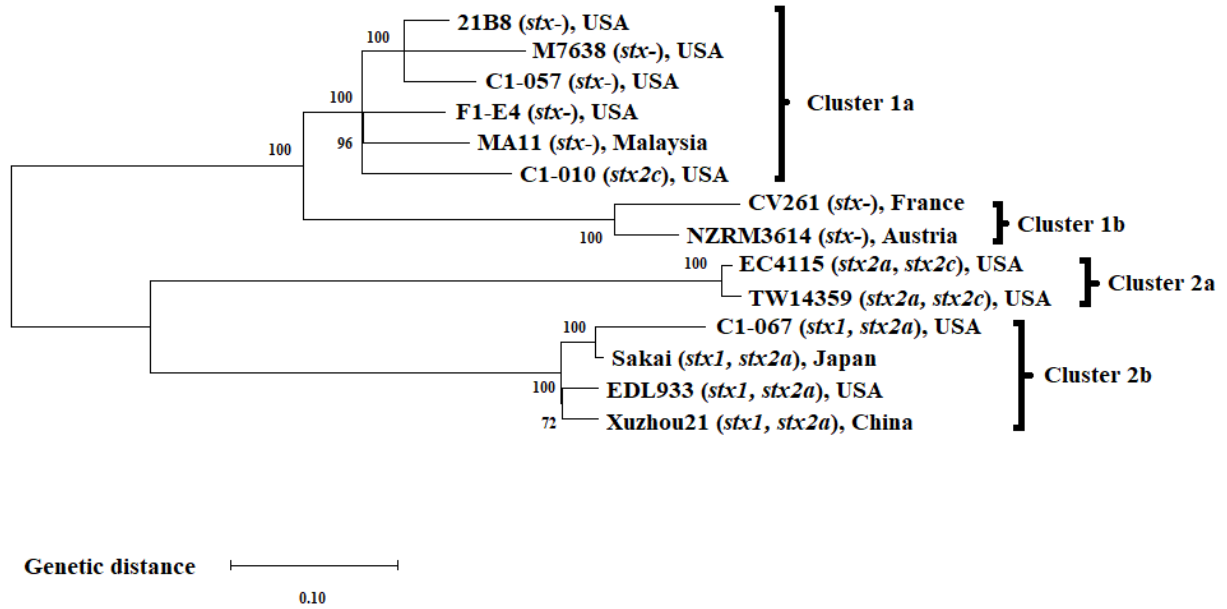 21B8 (stx-), USA
100
M7638 (stx-), USA
C1-057 (stx-), USA
100
Cluster 1a
F1-E4 (stx-), USA
96
MA11 (stx-), Malaysia
100
C1-010 (stx2c), USA
CV261 (stx-), France
Cluster 1b
100
NZRM3614 (stx-), Austria
100
EC4115 (stx2a, stx2c), USA
Cluster 2a
TW14359 (stx2a, stx2c), USA
100
C1-067 (stx1, stx2a), USA
Sakai (stx1, stx2a), Japan
Cluster 2b
100
EDL933 (stx1, stx2a), USA
72
Xuzhou21 (stx1, stx2a), China
Genetic distance
0.10